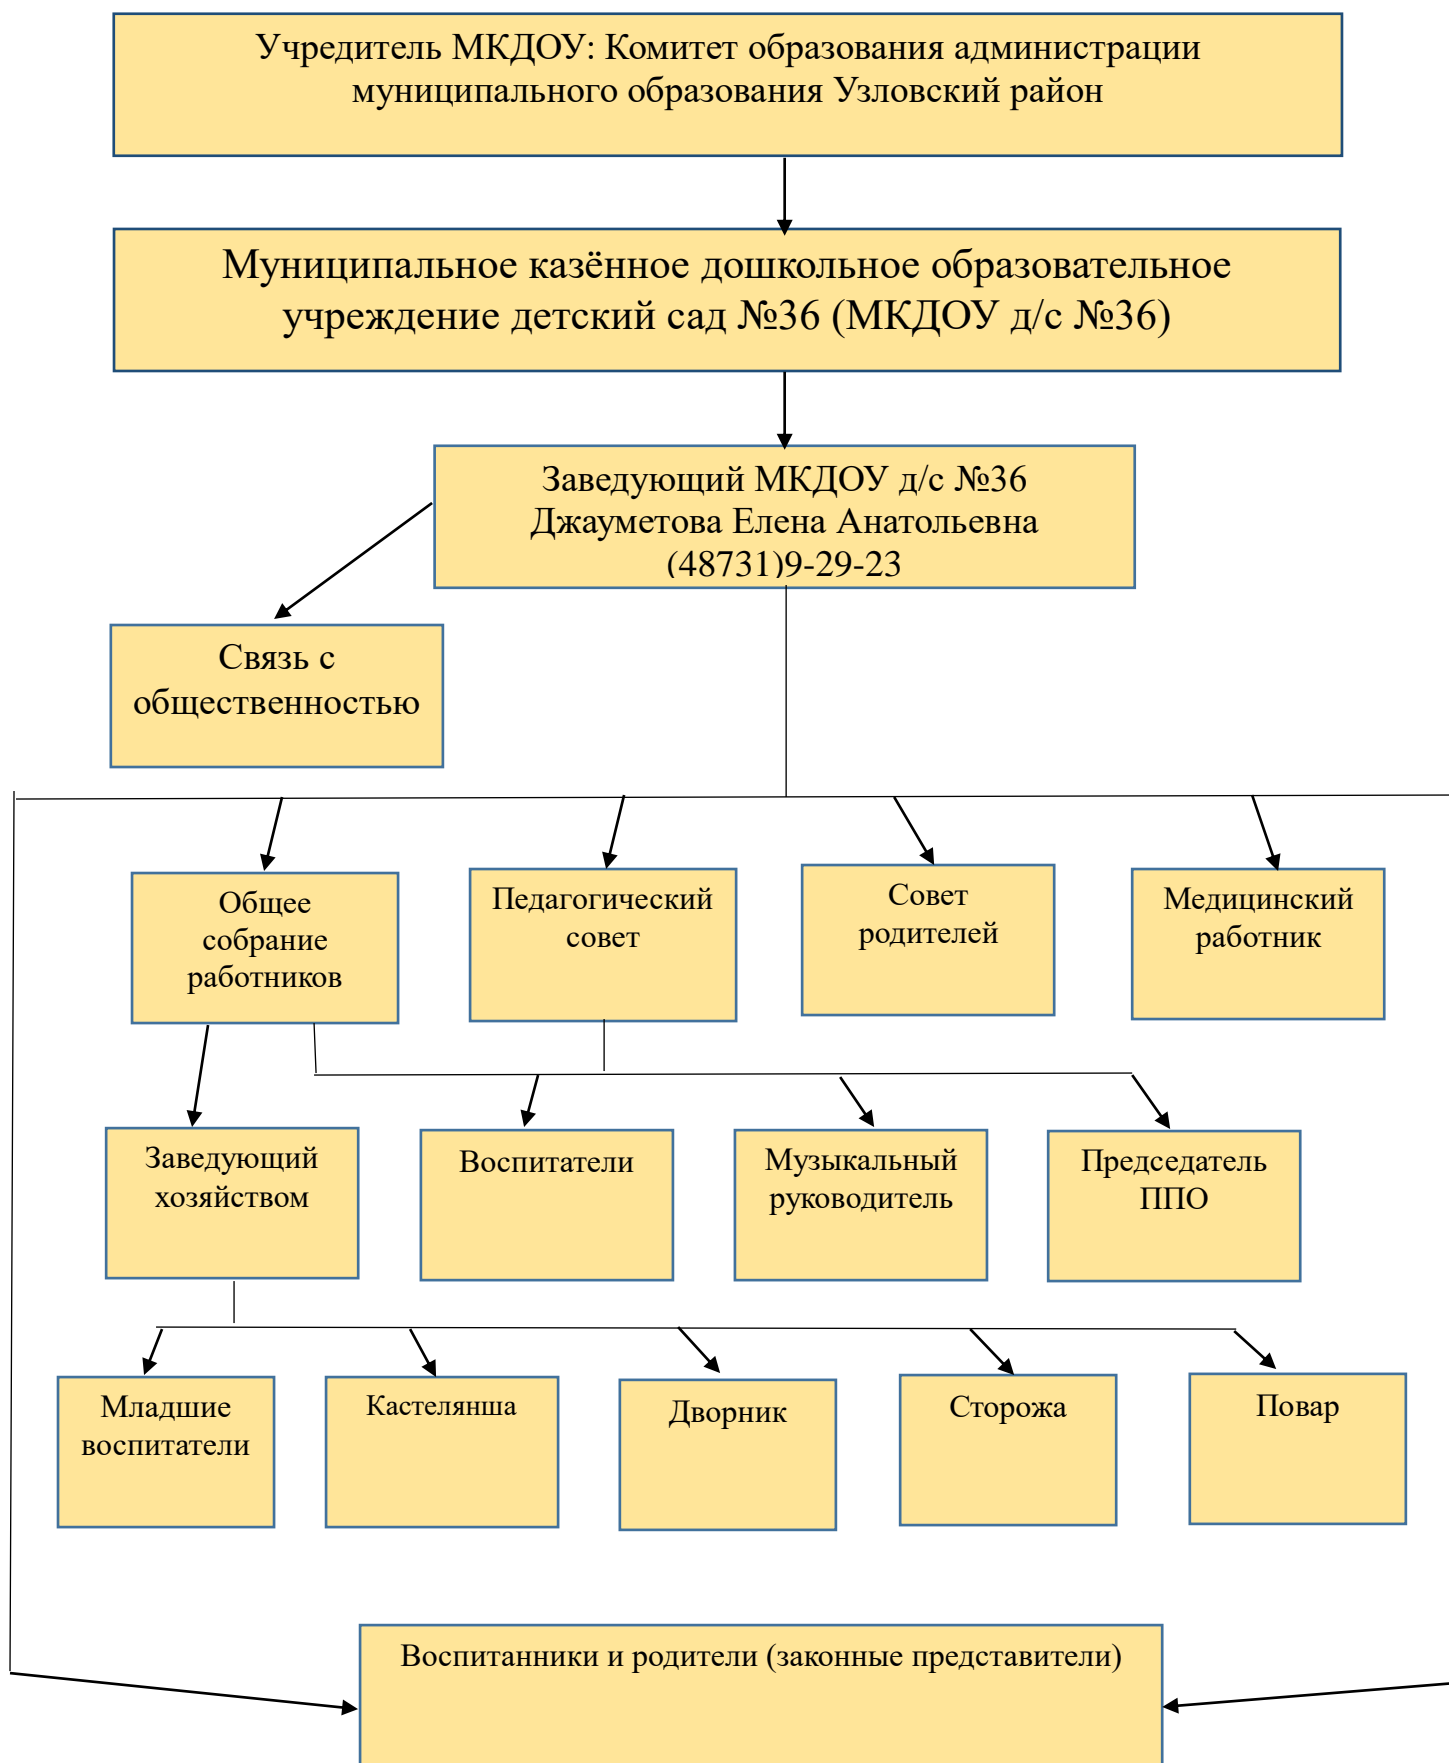 Учредитель МКДОУ: Комитет образования администрации
муниципального образования Узловский район
Муниципальное казённое дошкольное образовательное
учреждение детский сад №36 (МКДОУ д/с №36)
Заведующий МКДОУ д/с №36
Джауметова Елена Анатольевна
(48731)9-29-23
Связь с
общественностью
Общее
собрание
работников
Педагогический
совет
Совет
родителей
Медицинский
работник
Заведующий
хозяйством
Воспитатели
Музыкальный
руководитель
Председатель
ППО
Младшие
воспитатели
Кастелянша
Дворник
Сторожа
Повар
Воспитанники и родители (законные представители)